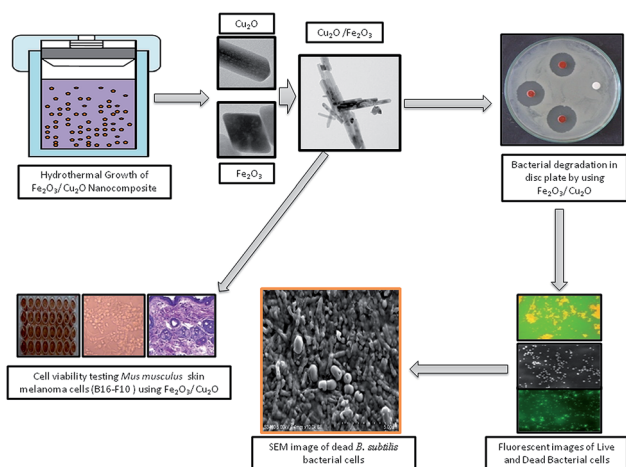 Cu₂O
Cu₂O /Fe₂O₃
Fe₂O₃
Hydrothermal Growth of
Fe₂O₃/ Cu₂O Nanocomposite
Bacterial degradation in
disc plate by using
Fe₂O₃/ Cu₂O
Cell viability testing Mus musculus skin
melanoma cells (B16-F10 ) using Fe₂O₃/ Cu₂O
SEM image of dead B. subtilis
bacterial cells
Fluorescent images of Live
and Dead Bacterial cells